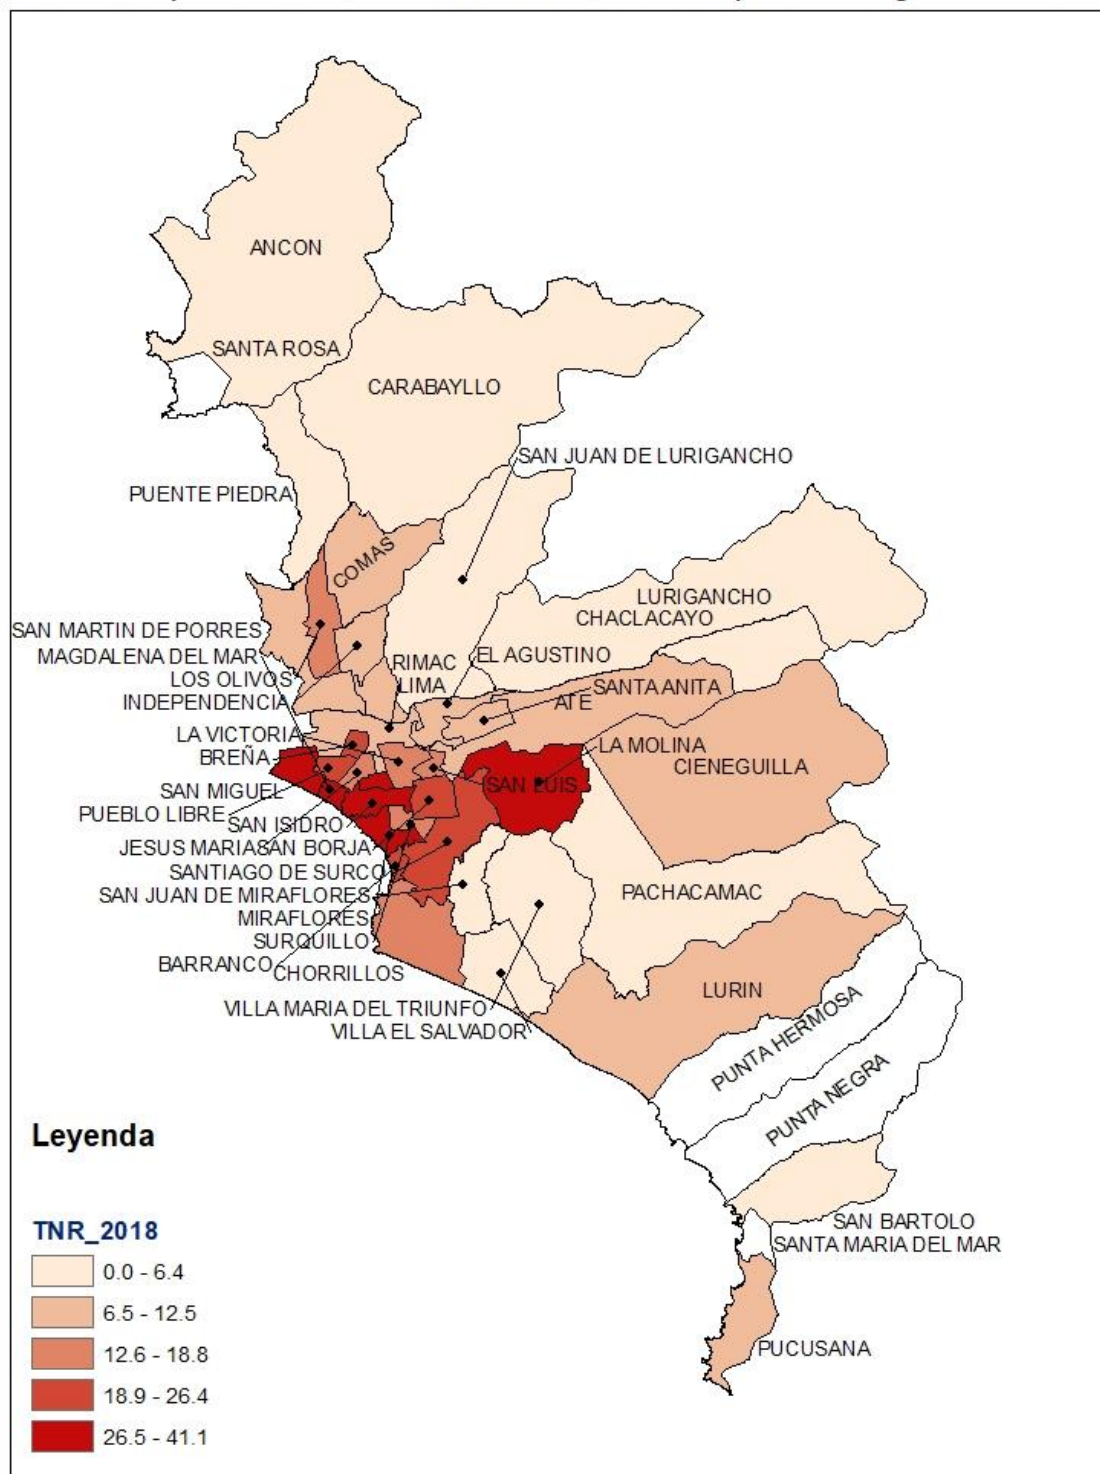 ANCON
SANTA ROSA
CARABAYLLO
SAN JUAN DE LURIGANCHO
PUENTE PIEDRA
COMAS
LURIGANCHO
CHACLACAYO
SAN MARTIN DE PORRES
MAGDALENA DEL MAR
LOS OLIVOS
INDEPENDENCIA
RIMAC
LIMA
EL AGUSTINO
SANTA ANITA
ATE
LA VICTORIA
BREÑA
LA MOLINA
CIENEGUILLA
SAN LUIS
SAN MIGUEL
PUEBLO LIBRE
SAN ISIDRO
JESUS MARIA
SAN BORJA
SANTIAGO DE SURCO
SAN JUAN DE MIRAFLORES
MIRAFLORES
SURQUILLO
BARRANCO
CHORRILLOS
PACHACAMAC
LURIN
VILLA MARIA DEL TRIUNFO
VILLA EL SALVADOR
PUNTA HERMOSA
PUNTA NEGRA
SAN BARTOLO
SANTA MARIA DEL MAR
PUCUSANA
Leyenda
TNR_2018
0.0 - 6.4
6.5 - 12.5
12.6 - 18.8
18.9 - 26.4
26.5 - 41.1